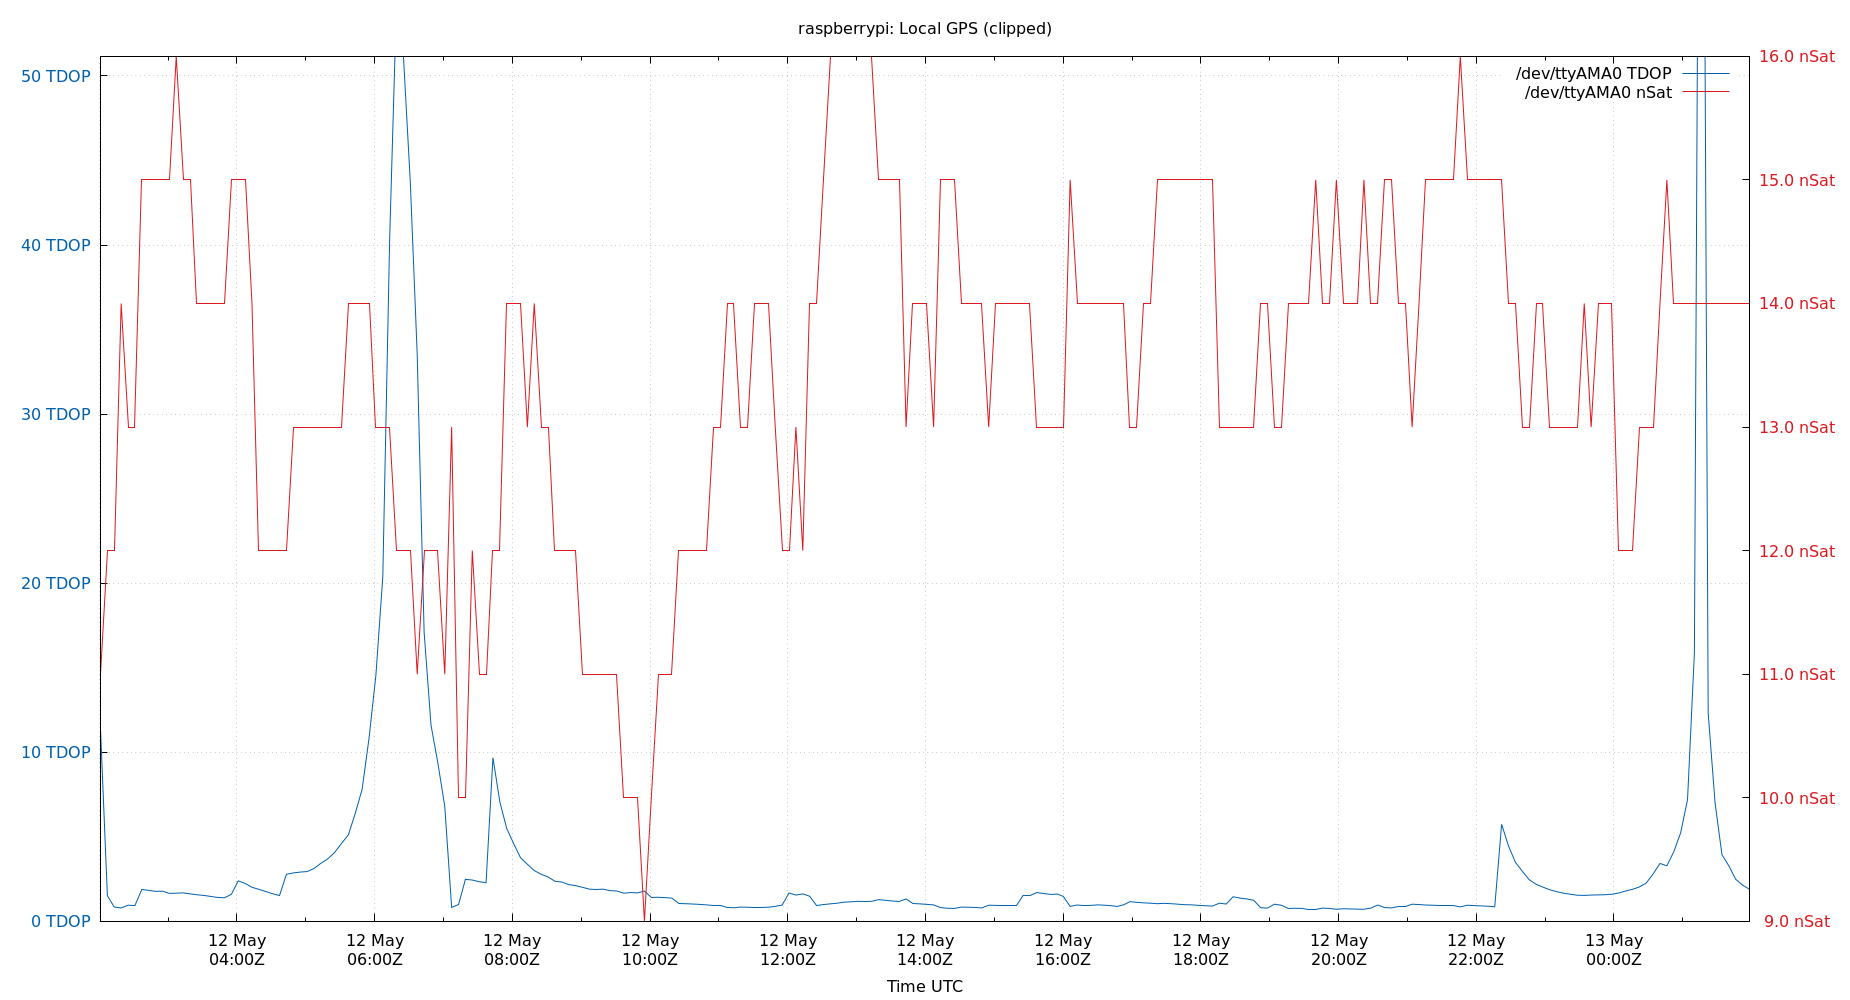 raspberrypi: Local GPS (clipped)
50 TDOP
40 TDOP
30 TDOP
20 TDOP
10 TDOP
0 TDOP
/dev/ttyAMA0 TDOP
/dev/ttyAMA0 nSat
16.0 nSat
15.0 nSat
14.0 nSat
13.0 nSat
12.0 nSat
11.0 nSat
10.0 nSat
9.0 nSat
12 May 12 May 12 May 12 May 12 May 12 May 12 May 12 May 12 May 12 May 13 May
04:00Z 06:00Z 08:00Z 10:00Z 12:00Z 14:00Z 16:00Z 18:00Z 20:00Z 22:00Z 00:00Z
Time UTC